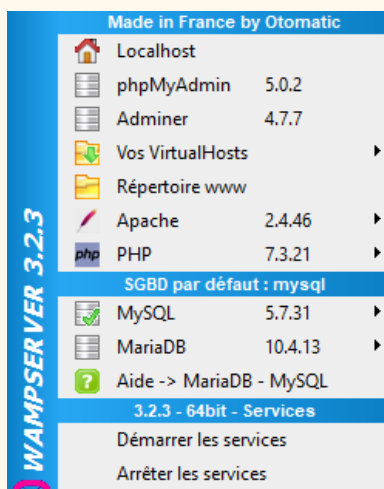 Made in France by Otomatic
Localhost
phpMyAdmin 5.0.2
Adminer 4.7.7
Vos VirtualHosts
Répertoire www
Apache 2.4.46
php PHP 7.3.21
SGBD par défaut : mysql
MySQL 5.7.31
MariaDB 10.4.13
? Aide -> MariaDB - MySQL
3.2.3 - 64bit - Services
Démarrer les services
Arrêter les services
WAMPSERVER 3.2.3